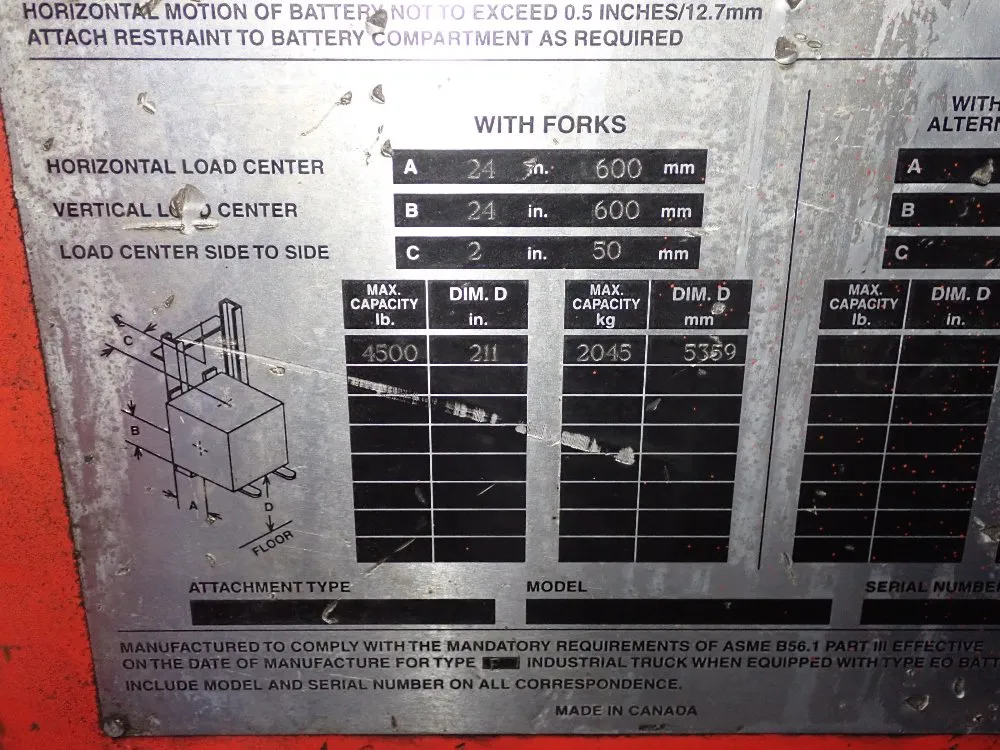 HORIZONTAL MOTION OF BATTERY NOT TO EXCEED 0.5 INCHES/12.7mm
ATTACH RESTRAINT TO BATTERY COMPARTMENT AS REQUIRED
WITH FORKS
WITH
ALTERN
HORIZONTAL LOAD CENTER A 24 in. 600 mm A
VERTICAL LOAD CENTER B 24 in. 600 mm B
LOAD CENTER SIDE TO SIDE C 2 in. 50 mm C
MAX. CAPACITY lb. DIM. D in. MAX. CAPACITY kg DIM. D mm MAX. CAPACITY lb. DIM. D in.
4500 211 2045 5359
C
B
A
D
FLOOR
ATTACHMENT TYPE MODEL SERIAL NUMBE
MANUFACTURED TO COMPLY WITH THE MANDATORY REQUIREMENTS OF ASME B56.1 PART III EFFECTIVE
ON THE DATE OF MANUFACTURE FOR TYPE INDUSTRIAL TRUCK WHEN EQUIPPED WITH TYPE EO BATT
INCLUDE MODEL AND SERIAL NUMBER ON ALL CORRESPONDENCE.
MADE IN CANADA